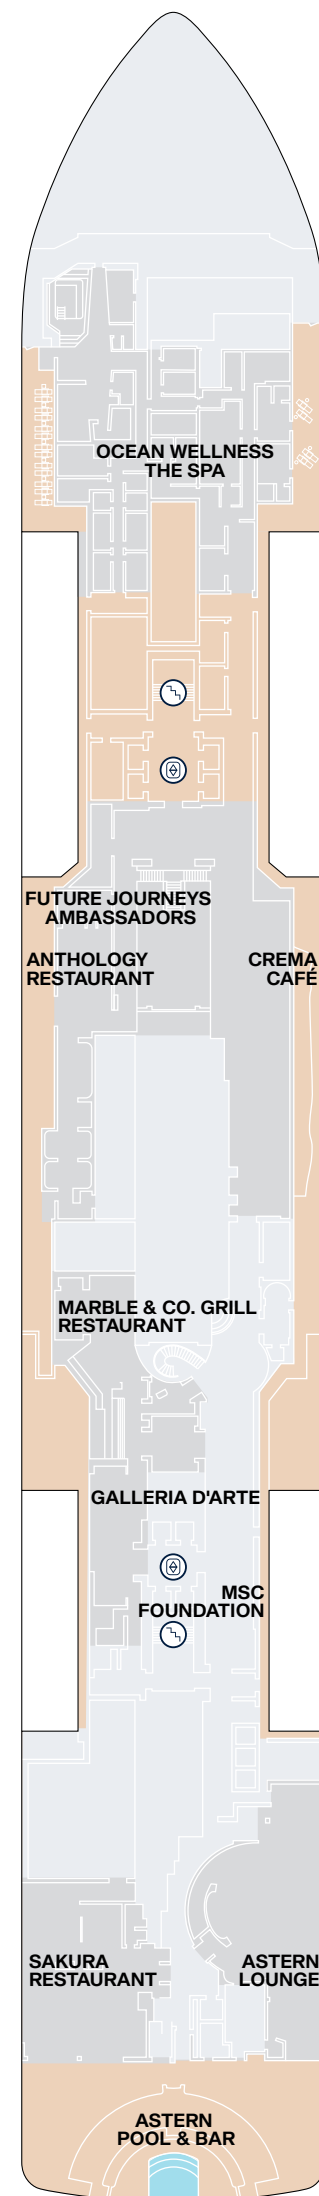 OCEAN WELLNESS
THE SPA
FUTURE JOURNEYS
AMBASSADORS
ANTHOLOGY
RESTAURANT
CREMA
CAFÉ
MARBLE & CO. GRILL
RESTAURANT
GALLERIA D'ARTE
MSC
FOUNDATION
SAKURA
RESTAURANT
ASTERN
LOUNGE
ASTERN
POOL & BAR